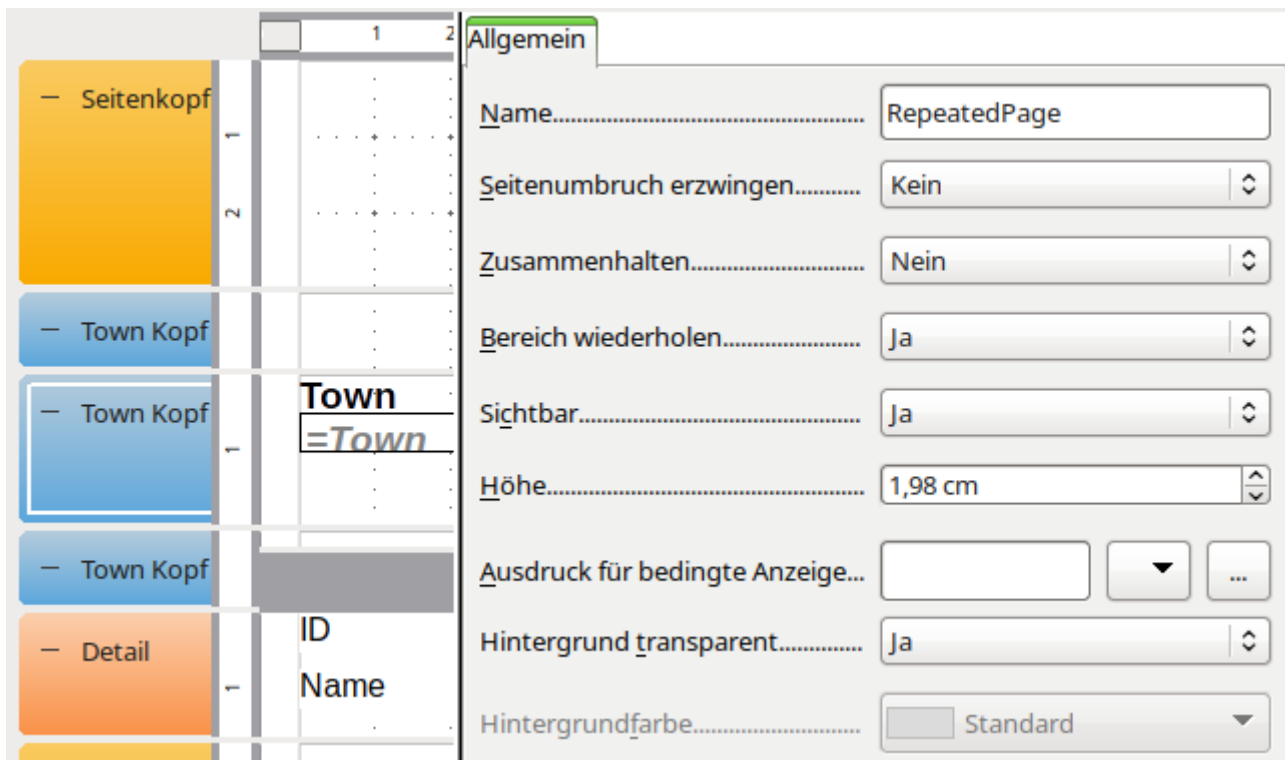 1 2
Seitenkopf
1
2
Town Kopf
Town Kopf
1
Town
=Town
Town Kopf
Detail
1
ID
Name
Allgemein
Name.................................................... RepeatedPage
Seitenumbruch erzwingen............ Kein
Zusammenhalten............................. Nein
Bereich wiederholen....................... Ja
Sichtbar............................................... Ja
Höhe..................................................... 1,98 cm
Ausdruck für bedingte Anzeige... ...
Hintergrund transparent.............. Ja
Hintergrundfarbe............................ Standard